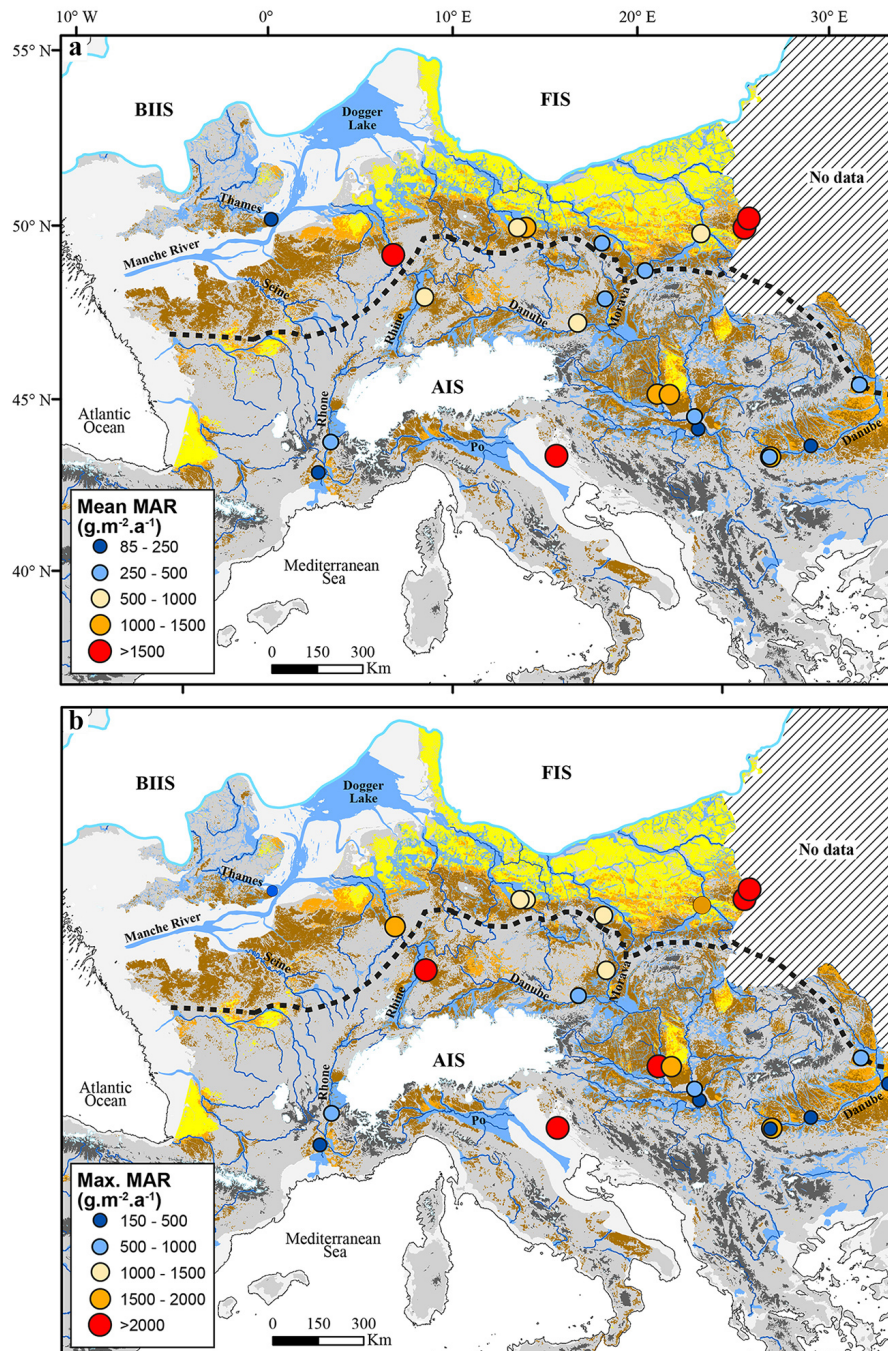 10° W
0°
10° E
20° E
30° E
55° N
a
BIIS
FIS
Dogger
Lake
No data
Thames
50° N
Manche River
Seine
Rhine
Danube
Morava
45° N
AIS
Rhone
Atlantic
Ocean
Po
Danube
Mean MAR
(g.m⁻².a⁻¹)
85 - 250
250 - 500
500 - 1000
1000 - 1500
>1500
40° N
Mediterranean
Sea
0 150 300
Km
b
BIIS
FIS
Dogger
Lake
No data
Thames
Manche River
Seine
Rhine
Danube
Morava
AIS
Rhone
Atlantic
Ocean
Po
Danube
Max. MAR
(g.m⁻².a⁻¹)
150 - 500
500 - 1000
1000 - 1500
1500 - 2000
>2000
Mediterranean
Sea
0 150 300
Km